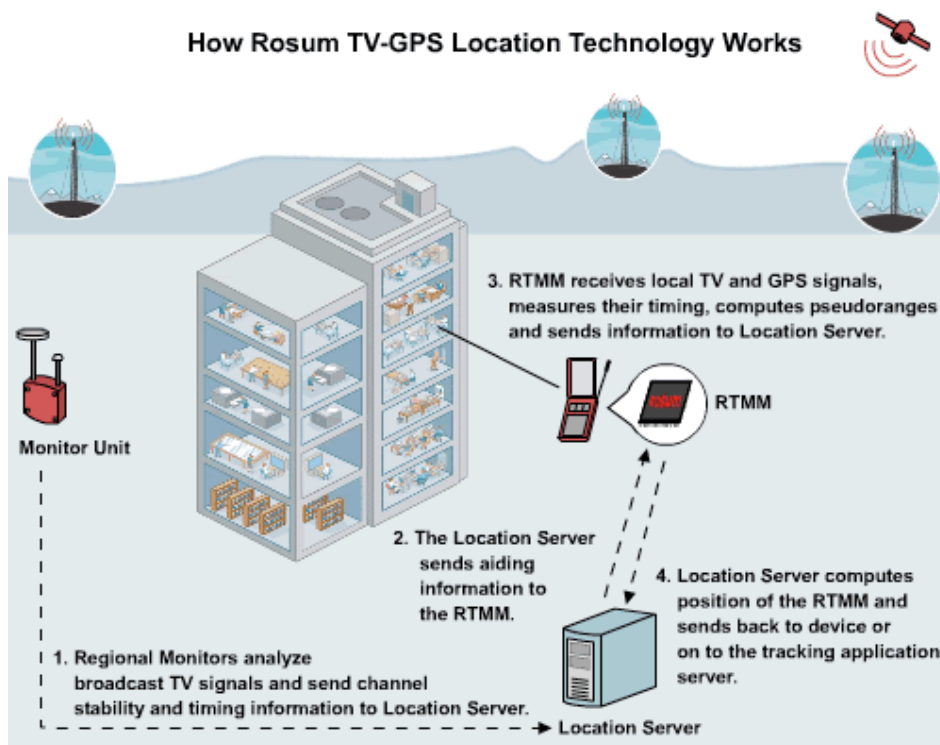 How Rosum TV-GPS Location Technology Works
3. RTMM receives local TV and GPS signals,
measures their timing, computes pseudoranges
and sends information to Location Server.
ROSUM
RTMM
Monitor Unit
2. The Location Server
sends aiding
information to
the RTMM.
4. Location Server computes
position of the RTMM and
sends back to device or
on to the tracking application
server.
1. Regional Monitors analyze
broadcast TV signals and send channel
stability and timing information to Location Server.
Location Server